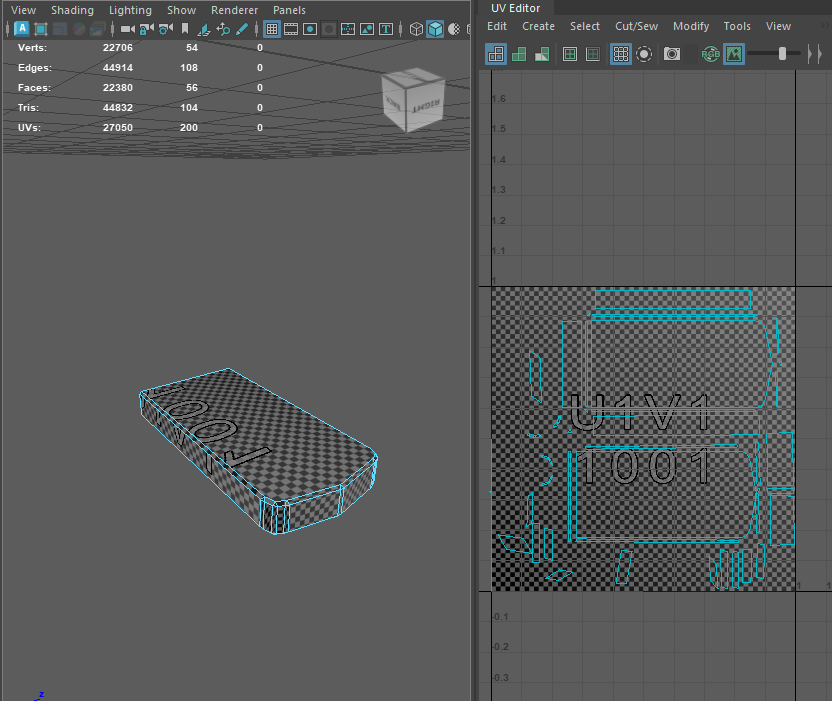 View Shading Lighting Show Renderer Panels
Verts: 22706 54 0
Edges: 44914 108 0
Faces: 22380 56 0
Tris: 44832 104 0
UVs: 27050 200 0
RIGHT
BACK
1001
z
UV Editor
Edit Create Select Cut/Sew Modify Tools View
RGB
1.6
1.5
1.4
1.3
1.2
1.1
1
U1V1
1001
1 1
-0.1
-0.2
-0.3